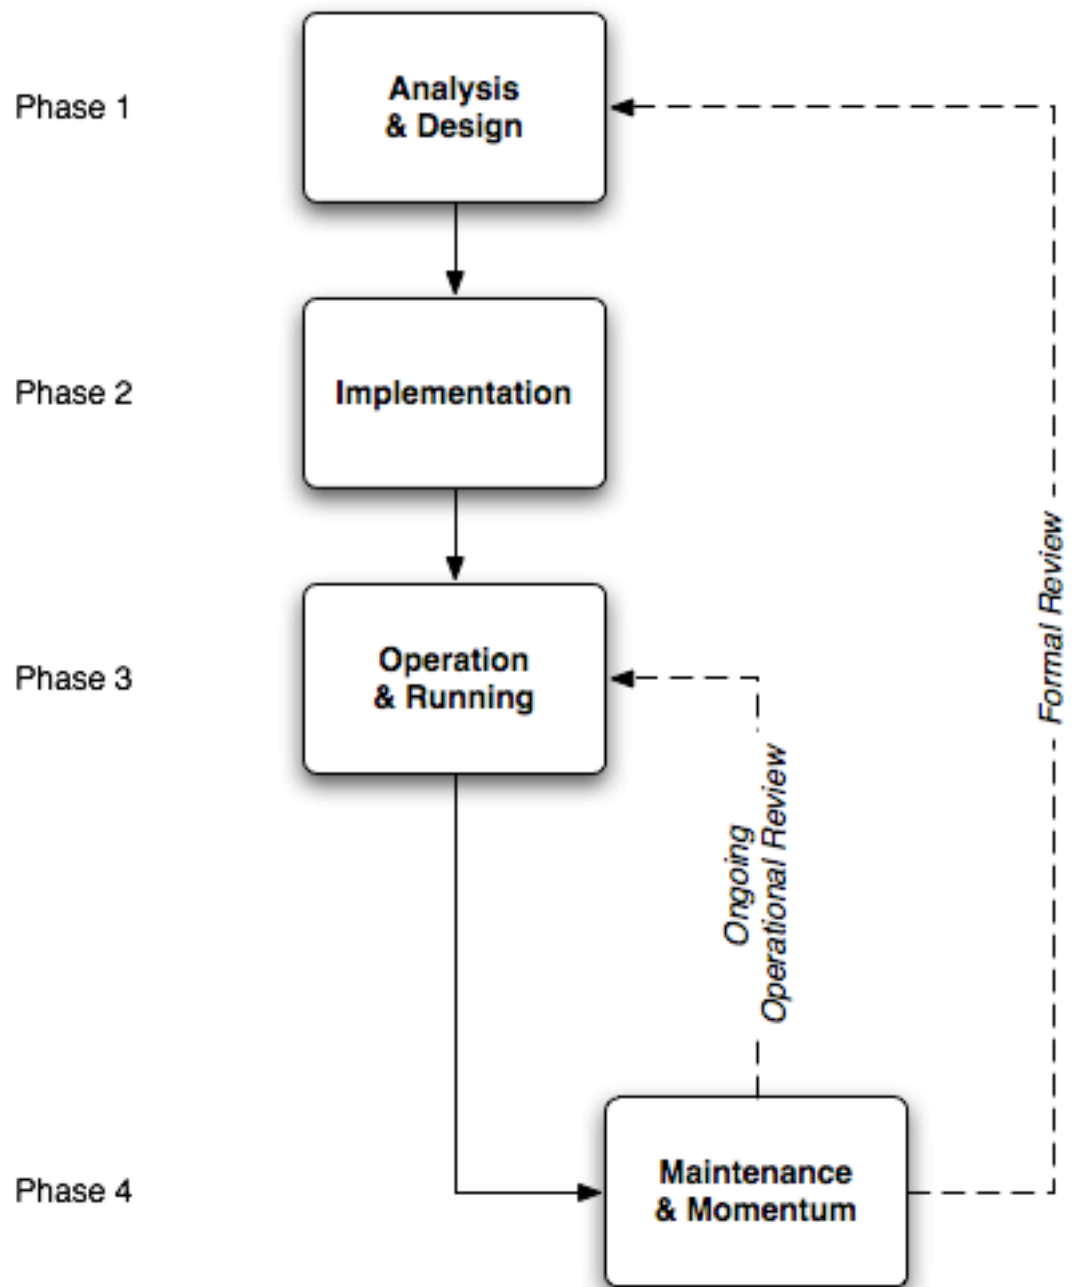 Phase 1
Analysis
& Design
Phase 2
Implementation
Phase 3
Operation
& Running
Formal Review
Ongoing
Operational Review
Phase 4
Maintenance
& Momentum